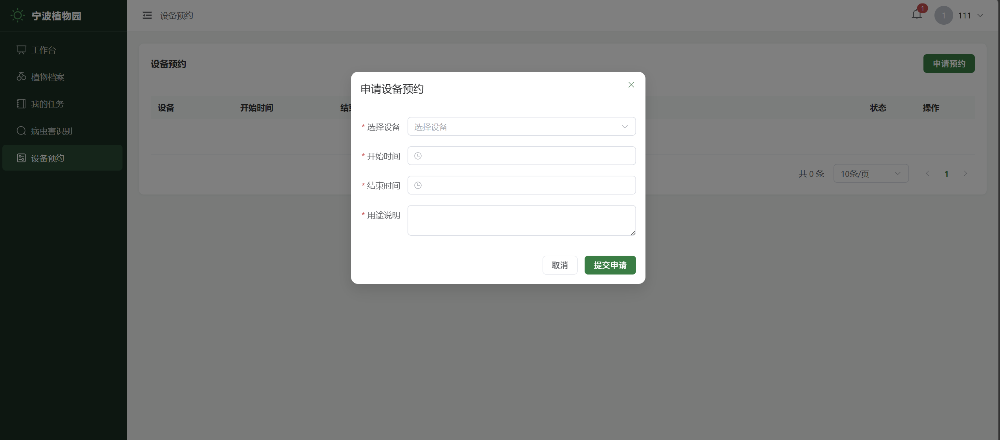 宁波植物园
设备预约
1
1
111
工作台
植物档案
我的任务
病虫害识别
设备预约
设备预约
申请预约
设备
开始时间
结束
状态
操作
共 0 条
10条/页
1
申请设备预约
* 选择设备
选择设备
* 开始时间
* 结束时间
* 用途说明
取消
提交申请